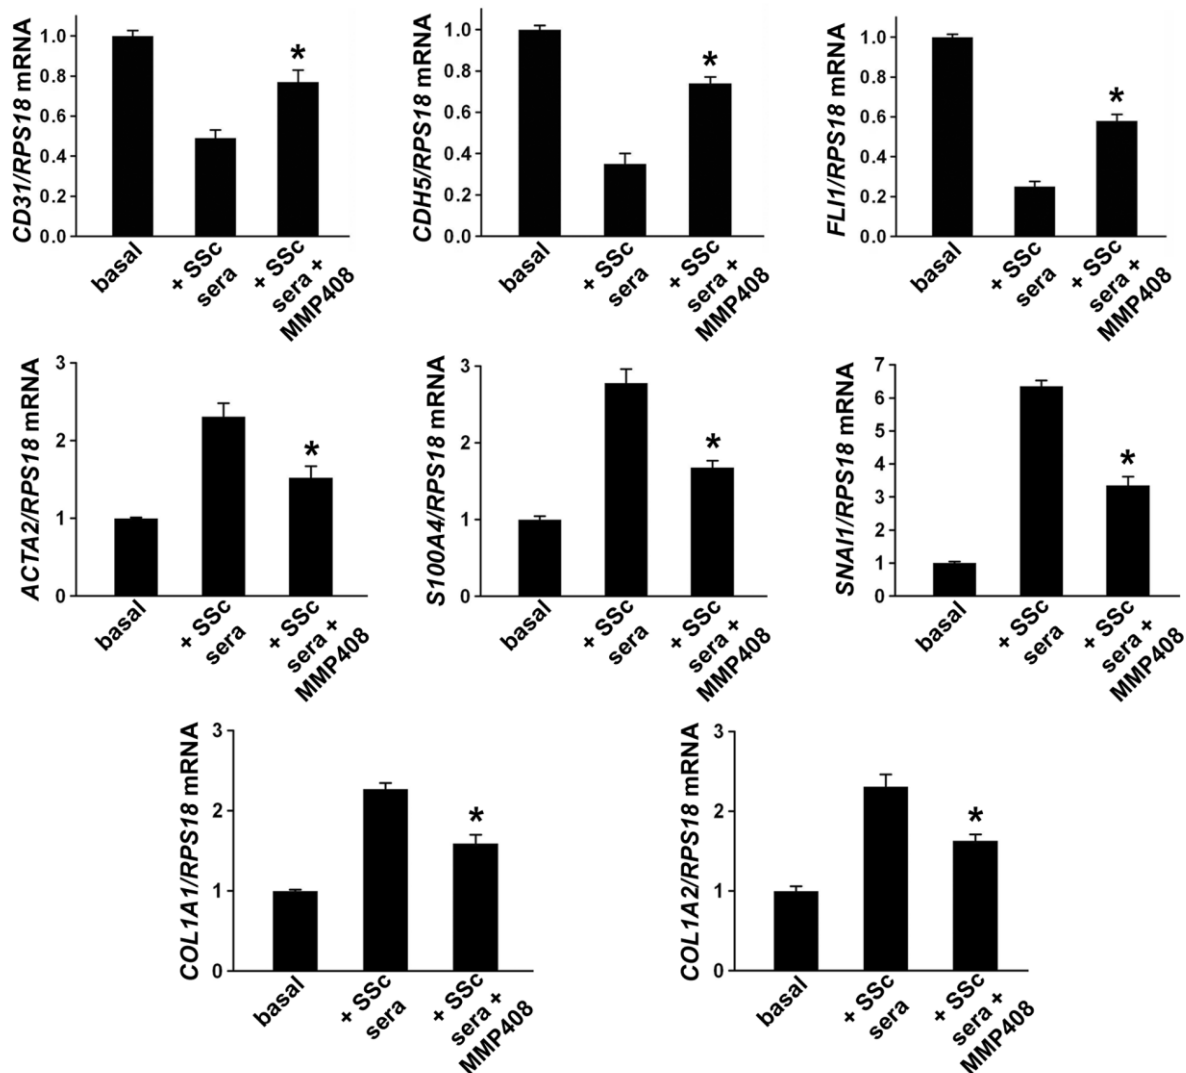 CD31/RPS18 mRNA
1.0
0.8
0.6
0.4
0.2
0.0
*
basal
+ SSc
sera
+ SSc
sera +
MMP408
CDH5/RPS18 mRNA
1.0
0.8
0.6
0.4
0.2
0.0
*
basal
+ SSc
sera
+ SSc
sera +
MMP408
FLI1/RPS18 mRNA
1.0
0.8
0.6
0.4
0.2
0.0
*
basal
+ SSc
sera
+ SSc
sera +
MMP408
ACTA2/RPS18 mRNA
3
2
1
0
*
basal
+ SSc
sera
+ SSc
sera +
MMP408
S100A4/RPS18 mRNA
3
2
1
0
*
basal
+ SSc
sera
+ SSc
sera +
MMP408
SNAI1/RPS18 mRNA
7
6
5
4
3
2
1
0
*
basal
+ SSc
sera
+ SSc
sera +
MMP408
COL1A1/RPS18 mRNA
3
2
1
0
*
basal
+ SSc
sera
+ SSc
sera +
MMP408
COL1A2/RPS18 mRNA
3
2
1
0
*
basal
+ SSc
sera
+ SSc
sera +
MMP408